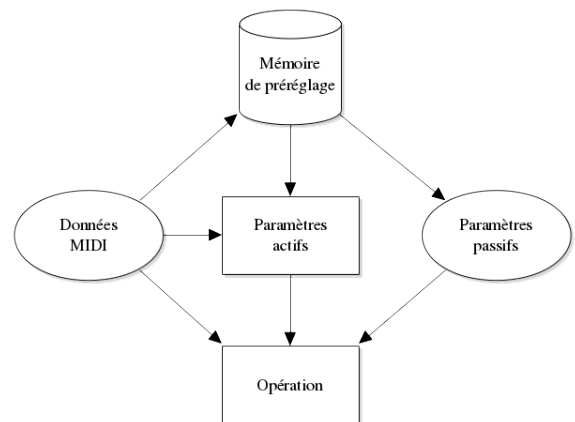 Mémoire
de préréglage
Données
MIDI
Paramètres
actifs
Paramètres
passifs
Opération